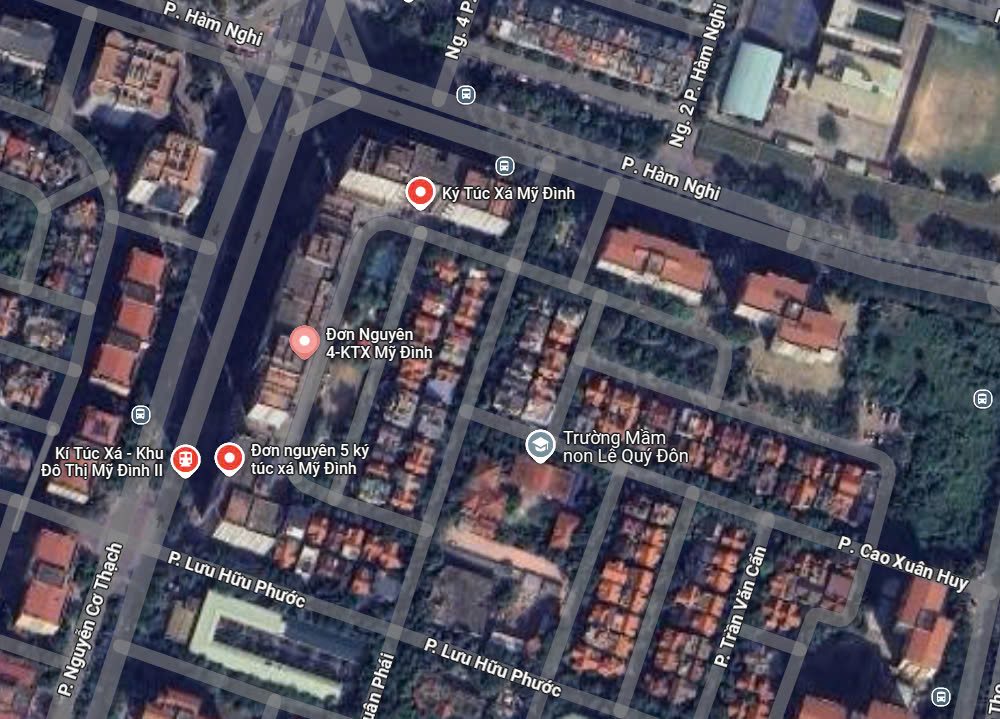 P. Hàm Nghi
Ng. 4 P.
Ng. 2 P. Hàm Nghi
P. Hàm Nghi
Ký Túc Xá Mỹ Đình
Đơn Nguyên
4-KTX Mỹ Đình
Kí Túc Xá - Khu
Đô Thị Mỹ Đình II
Đơn nguyên 5 ký
túc xá Mỹ Đình
Trường Mầm
non Lê Quý Đôn
P. Cao Xuân Huy
P. Trần Văn Cẩn
P. Lưu Hữu Phước
P. Nguyễn Cơ Thạch
P. Lưu Hữu Phước
uân Phái
Tho